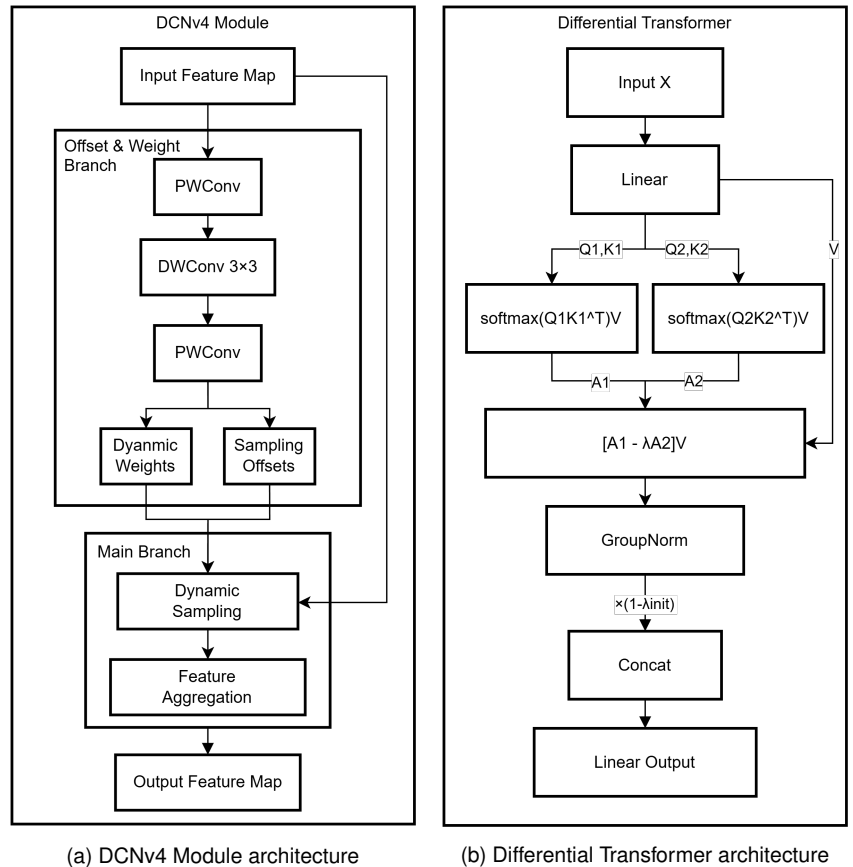 DCNv4 Module
Input Feature Map
Offset & Weight
Branch
PWConv
DWConv 3×3
PWConv
Dyanmic
Weights
Sampling
Offsets
Main Branch
Dynamic
Sampling
Feature
Aggregation
Output Feature Map
(a) DCNv4 Module architecture
Differential Transformer
Input X
Linear
Q1,K1
Q2,K2
V
softmax(Q1K1^T)V
softmax(Q2K2^T)V
A1
A2
[A1 - λA2]V
GroupNorm
×(1-λinit)
Concat
Linear Output
(b) Differential Transformer architecture